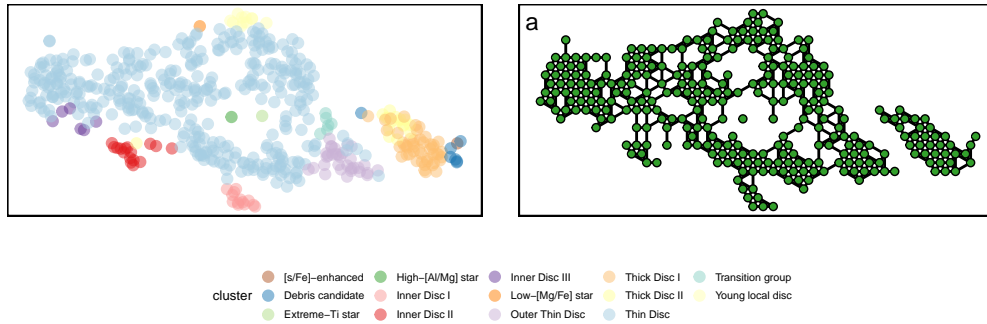 a
[s/Fe]−enhanced High−[Al/Mg] star Inner Disc III Thick Disc I Transition group
cluster Debris candidate Inner Disc I Low−[Mg/Fe] star Thick Disc II Young local disc
Extreme−Ti star Inner Disc II Outer Thin Disc Thin Disc